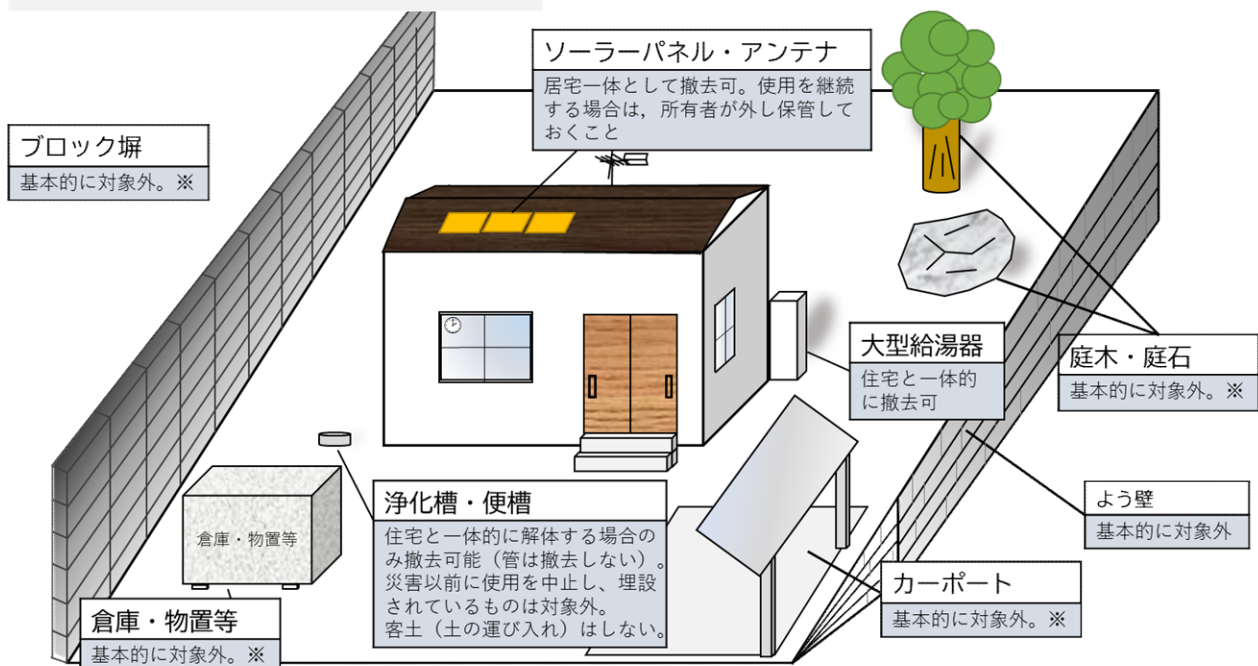 ソーラーパネル・アンテナ
居宅一体として撤去可。使用を継続
する場合は，所有者が外し保管して
おくこと
ブロック塀
基本的に対象外。※
大型給湯器
住宅と一体的
に撤去可
庭木・庭石
基本的に対象外。※
浄化槽・便槽
住宅と一体的に解体する場合の
み撤去可能（管は撤去しない）。
災害以前に使用を中止し、埋設
されているものは対象外。
客土（土の運び入れ）はしない。
よう壁
基本的に対象外
倉庫・物置等
カーポート
基本的に対象外。※
倉庫・物置等
基本的に対象外。※